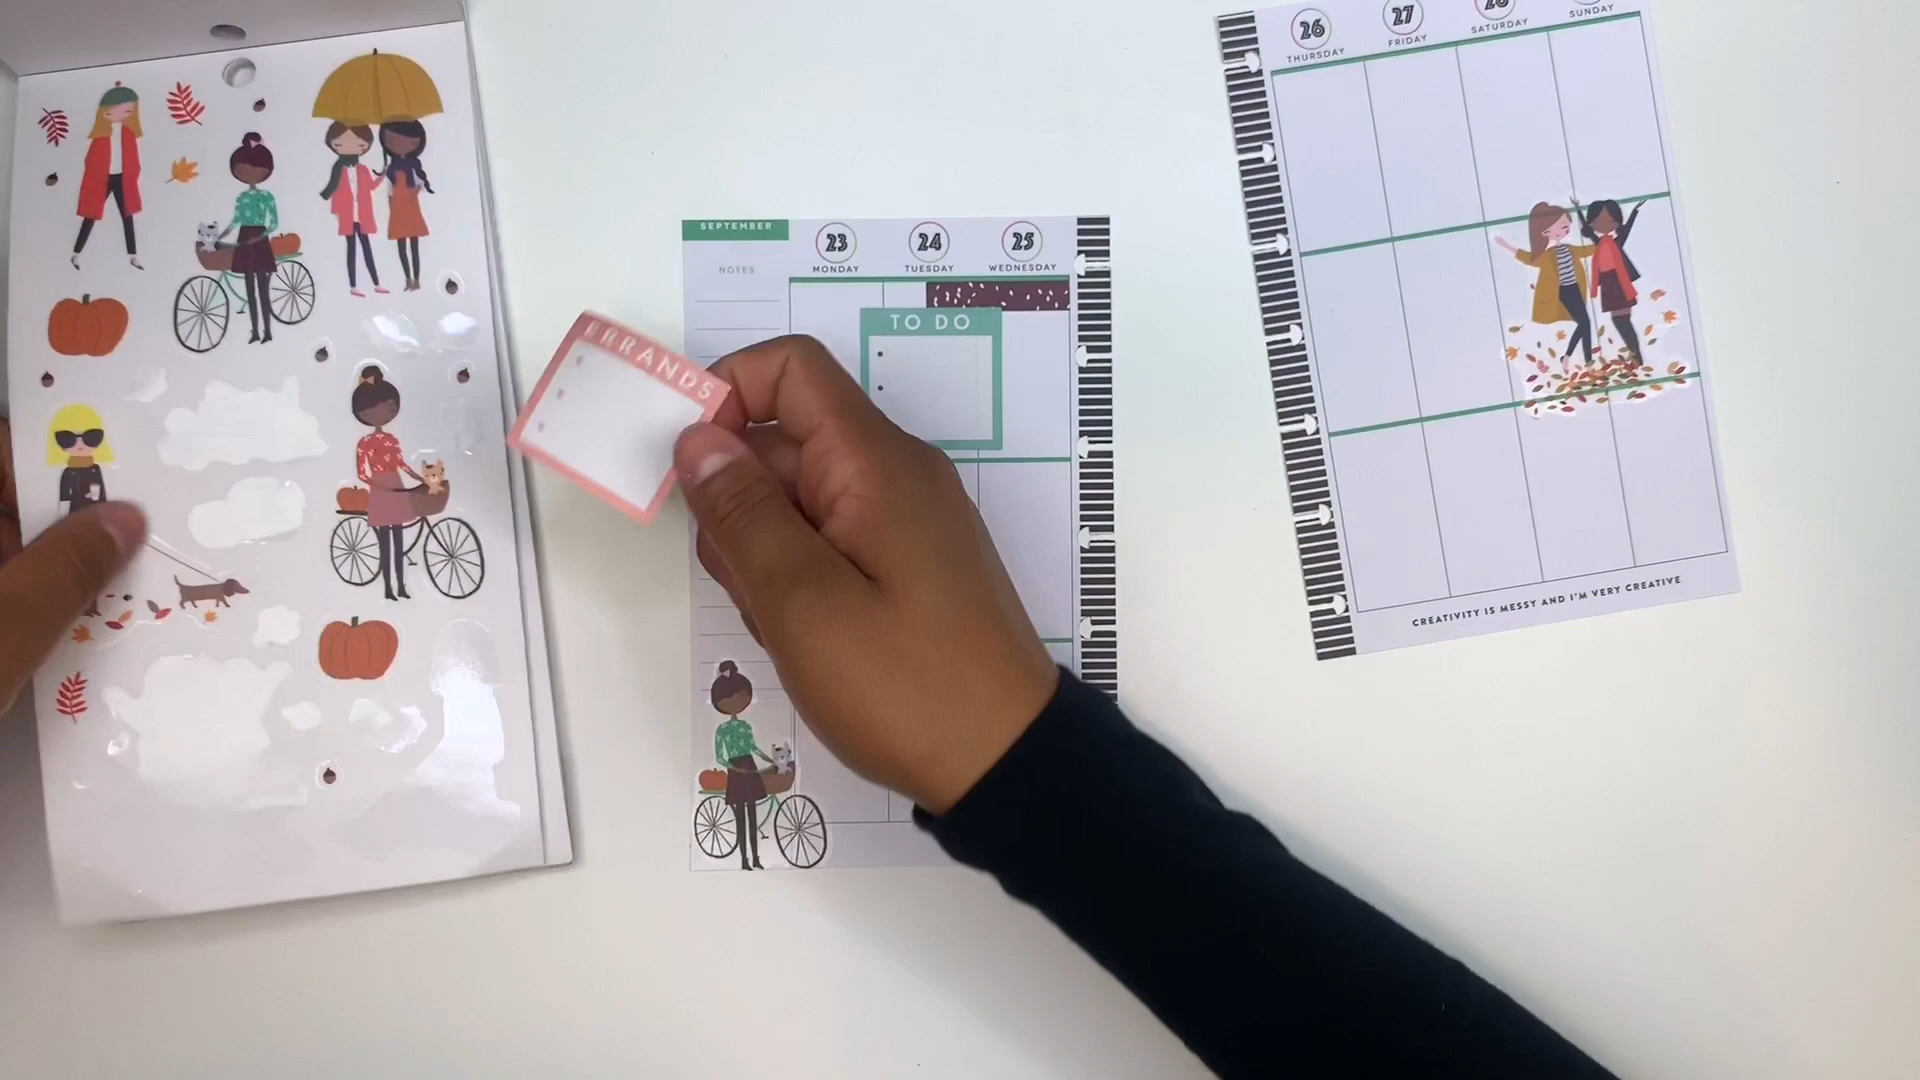 SEPTEMBER
NOTES
23 24 25
MONDAY TUESDAY WEDNESDAY
TO DO
ERRANDS
26 27 28
THURSDAY FRIDAY SATURDAY SUNDAY
CREATIVITY IS MESSY AND I'M VERY CREATIVE